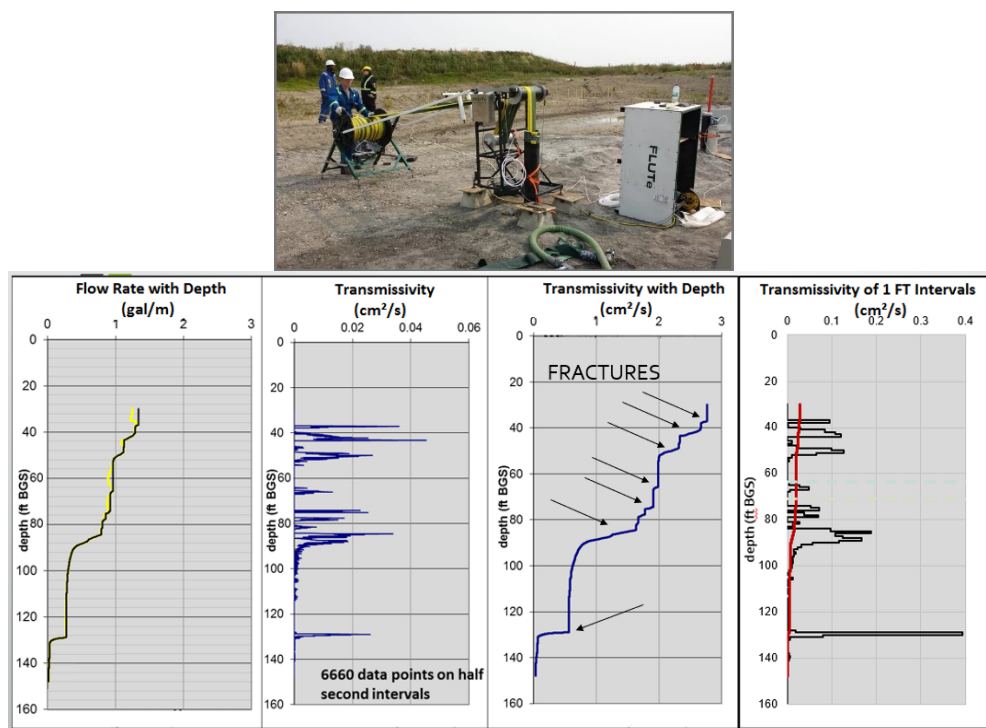 FLUTe
Flow Rate with Depth
(gal/m)
0 1 2 3
0
20
40
60
80
100
120
140
160
depth (ft BGS)
Transmissivity
(cm²/s)
0 0.02 0.04 0.06
0
20
40
60
80
100
120
140
160
depth (ft BGS)
6660 data points on half
second intervals
Transmissivity with Depth
(cm²/s)
0 1 2 3
0
20
40
60
80
100
120
140
160
depth (ft BGS)
FRACTURES
Transmissivity of 1 FT Intervals
(cm²/s)
0 0.1 0.2 0.3 0.4
0
20
40
60
80
100
120
140
160
depth (ft BGS)